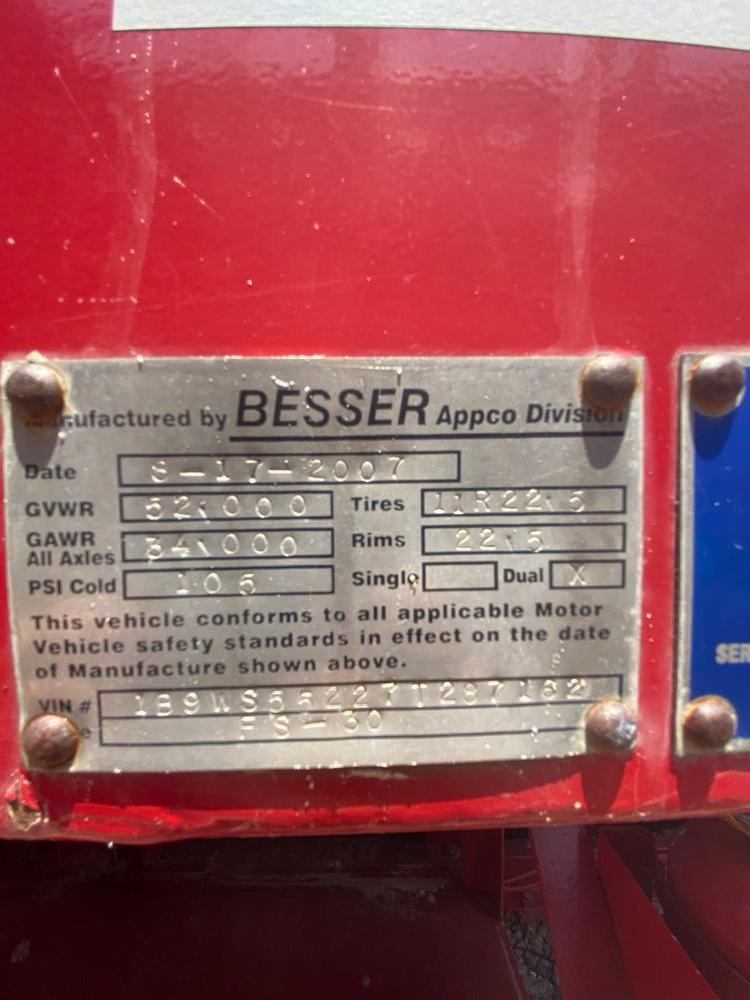 Manufactured by BESSER Appco Division
Date 8-17-2007
GVWR 52,000 Tires 11R22.5
GAWR All Axles 34,000 Rims 22.5
PSI Cold 105 Single Dual X
This vehicle conforms to all applicable Motor
Vehicle safety standards in effect on the date
of Manufacture shown above.
VIN #
FS-30
SER